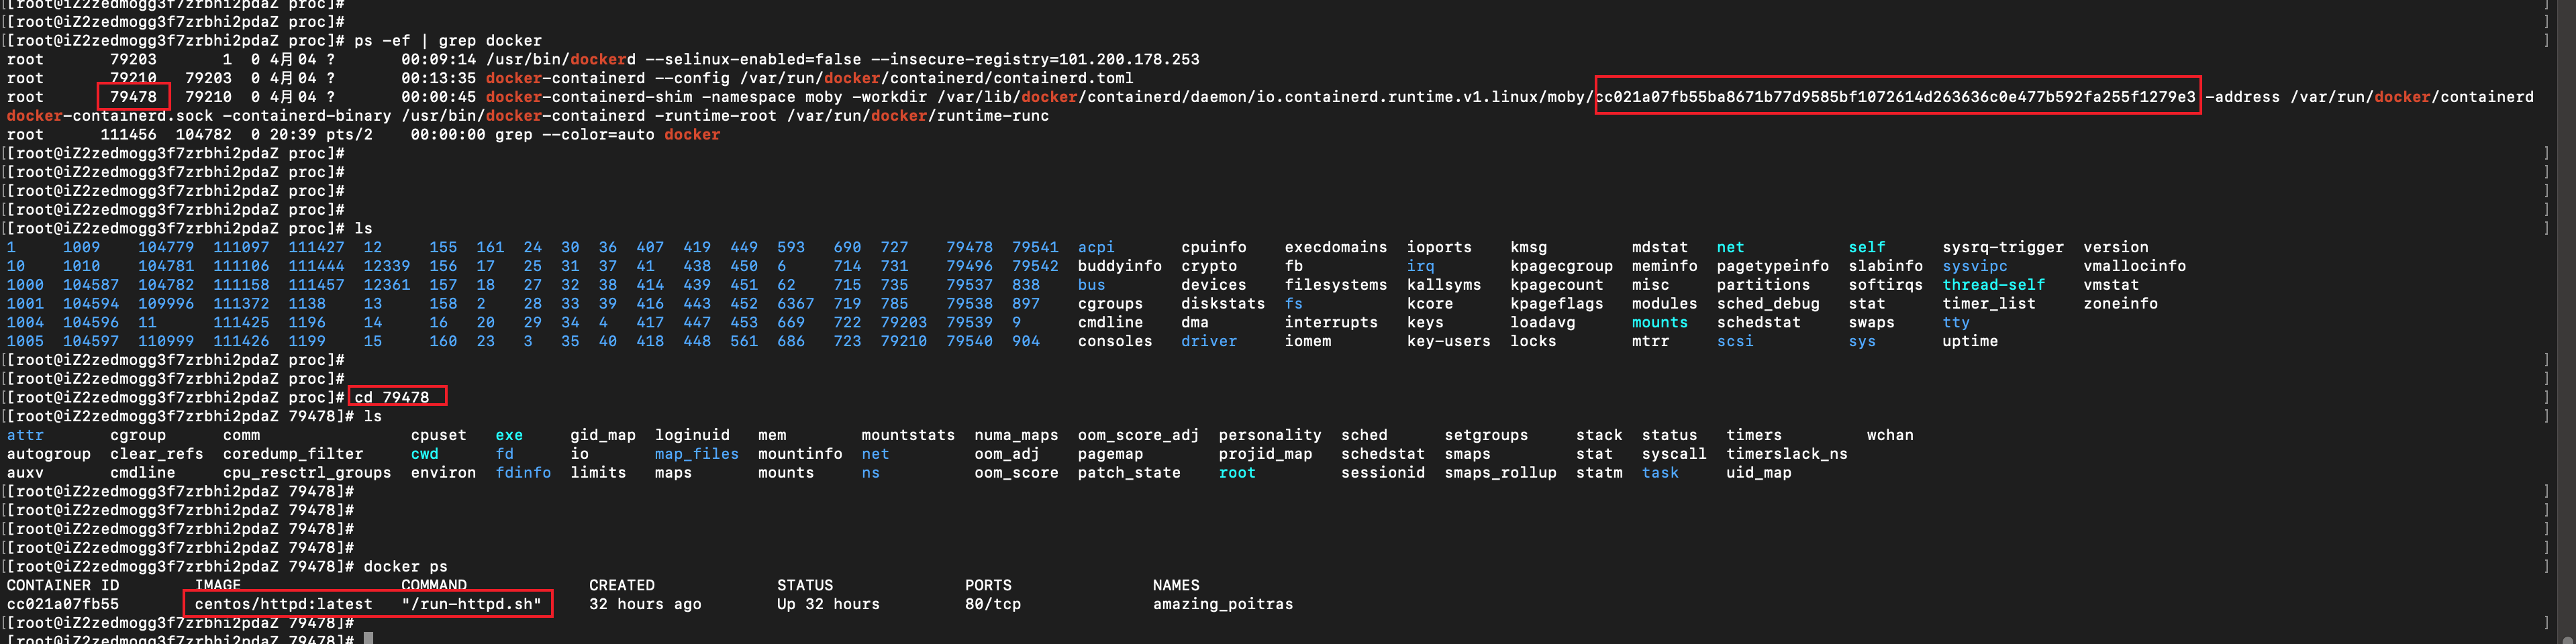 [[root@iZ2zedmogg3f7zrbhi2pdaZ proc]#
[[root@iZ2zedmogg3f7zrbhi2pdaZ proc]#
[[root@iZ2zedmogg3f7zrbhi2pdaZ proc]# ps -ef | grep docker
root 79203 1 0 4月04 ? 00:09:14 /usr/bin/dockerd --selinux-enabled=false --insecure-registry=101.200.178.253
root 79210 79203 0 4月04 ? 00:13:35 docker-containerd --config /var/run/docker/containerd/containerd.toml
root 79478 79210 0 4月04 ? 00:00:45 docker-containerd-shim -namespace moby -workdir /var/lib/docker/containerd/daemon/io.containerd.runtime.v1.linux/moby/cc021a07fb55ba8671b77d9585bf1072614d263636c0e477b592fa255f1279e3 -address /var/run/docker/containerd
docker-containerd.sock -containerd-binary /usr/bin/docker-containerd -runtime-root /var/run/docker/runtime-runc
root 111456 104782 0 20:39 pts/2 00:00:00 grep --color=auto docker
[[root@iZ2zedmogg3f7zrbhi2pdaZ proc]#
[[root@iZ2zedmogg3f7zrbhi2pdaZ proc]#
[[root@iZ2zedmogg3f7zrbhi2pdaZ proc]#
[[root@iZ2zedmogg3f7zrbhi2pdaZ proc]#
[[root@iZ2zedmogg3f7zrbhi2pdaZ proc]# ls
1 1009 104779 111097 111427 12 155 161 24 30 36 407 419 449 593 690 727 79478 79541 acpi cpuinfo execdomains ioports kmsg mdstat net self sysrq-trigger version
10 1010 104781 111106 111444 12339 156 17 25 31 37 41 438 450 6 714 731 79496 79542 buddyinfo crypto fb irq kpagecgroup meminfo pagetypeinfo slabinfo sysvipc vmallocinfo
1000 104587 104782 111158 111457 12361 157 18 27 32 38 414 439 451 62 715 735 79537 838 bus devices filesystems kallsyms kpagecount misc partitions softirqs thread-self vmstat
1001 104594 109996 111372 1138 13 158 2 28 33 39 416 443 452 6367 719 785 79538 897 cgroups diskstats fs kcore kpageflags modules sched_debug stat timer_list zoneinfo
1004 104596 11 111425 1196 14 16 20 29 34 4 417 447 453 669 722 79203 79539 9 cmdline dma interrupts keys loadavg mounts schedstat swaps tty
1005 104597 110999 111426 1199 15 160 23 3 35 40 418 448 561 686 723 79210 79540 904 consoles driver iomem key-users locks mtrr scsi sys uptime
[[root@iZ2zedmogg3f7zrbhi2pdaZ proc]#
[[root@iZ2zedmogg3f7zrbhi2pdaZ proc]#
[[root@iZ2zedmogg3f7zrbhi2pdaZ proc]# cd 79478
[[root@iZ2zedmogg3f7zrbhi2pdaZ 79478]# ls
attr cgroup comm cpuset exe gid_map loginuid mem mountstats numa_maps oom_score_adj personality sched setgroups stack status timers wchan
autogroup clear_refs coredump_filter cwd fd io map_files mountinfo net oom_adj pagemap projid_map schedstat smaps stat syscall timerslack_ns
auxv cmdline cpu_resctrl_groups environ fdinfo limits maps mounts ns oom_score patch_state root sessionid smaps_rollup statm task uid_map
[[root@iZ2zedmogg3f7zrbhi2pdaZ 79478]#
[[root@iZ2zedmogg3f7zrbhi2pdaZ 79478]#
[[root@iZ2zedmogg3f7zrbhi2pdaZ 79478]#
[[root@iZ2zedmogg3f7zrbhi2pdaZ 79478]#
[[root@iZ2zedmogg3f7zrbhi2pdaZ 79478]# docker ps
CONTAINER ID IMAGE COMMAND CREATED STATUS PORTS NAMES
cc021a07fb55 centos/httpd:latest "/run-httpd.sh" 32 hours ago Up 32 hours 80/tcp amazing_poitras
[[root@iZ2zedmogg3f7zrbhi2pdaZ 79478]#
[root@iZ2zedmogg3f7zrbhi2pdaZ 79478]#